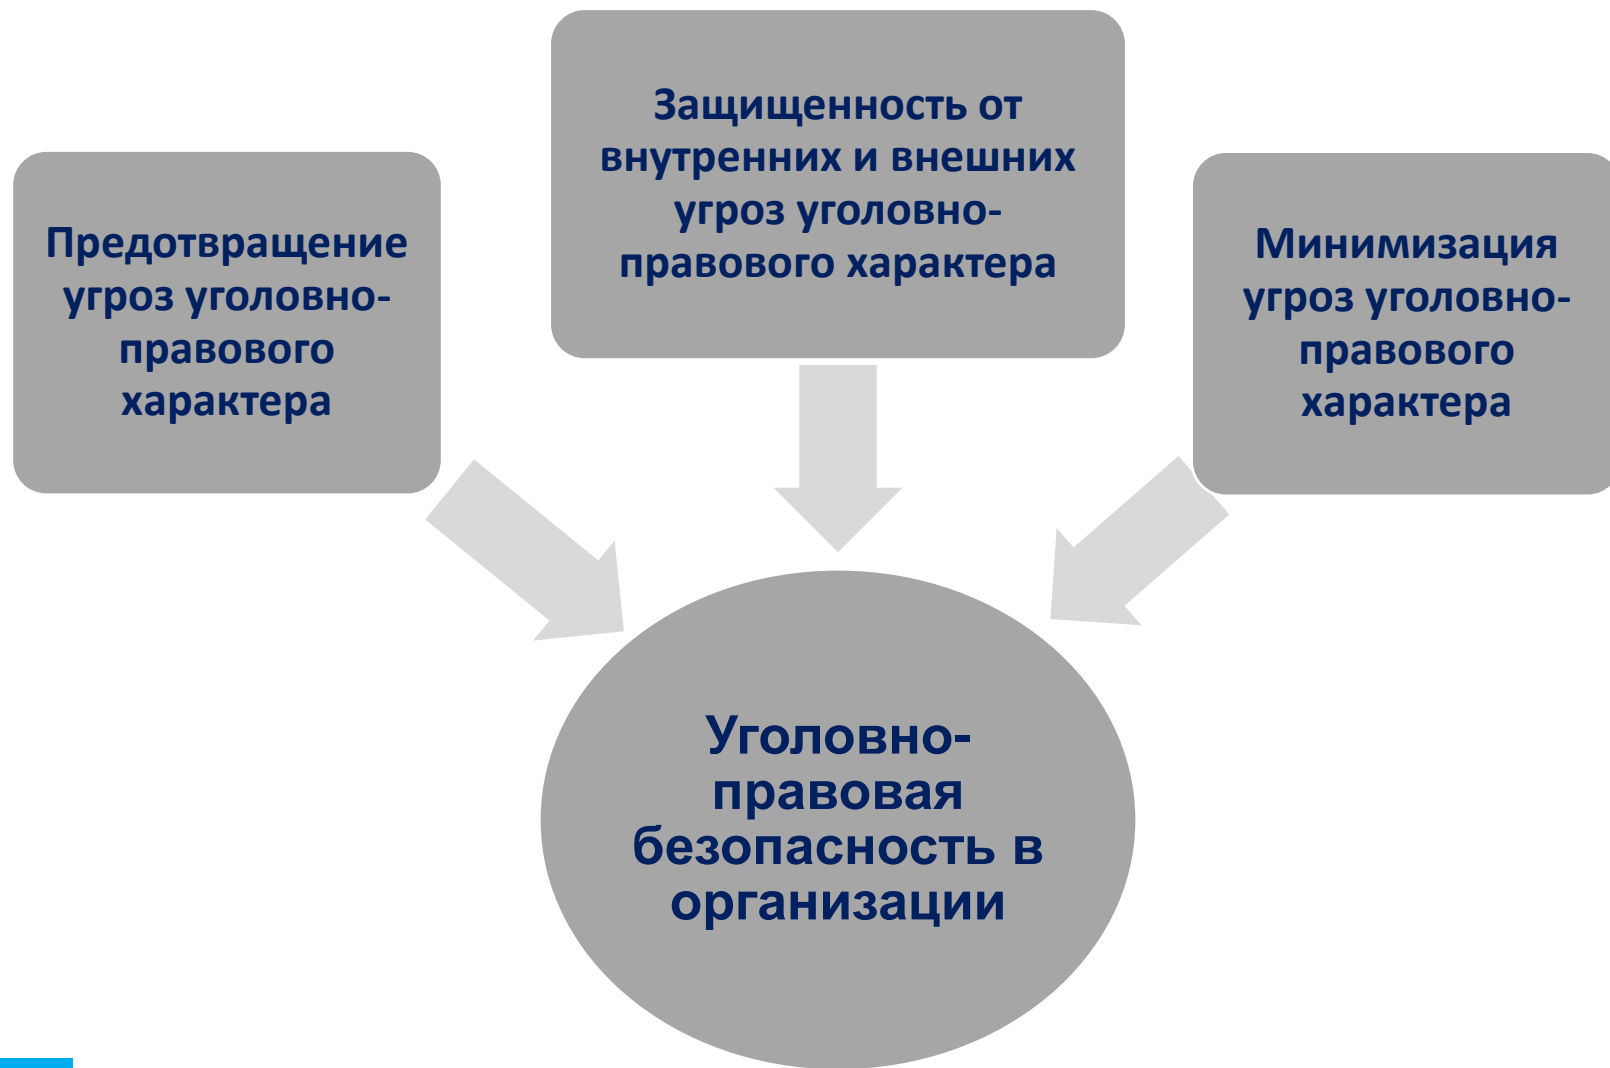 Предотвращение
угроз уголовно-
правового
характера
Защищенность от
внутренних и внешних
угроз уголовно-
правового характера
Минимизация
угроз уголовно-
правового
характера
Уголовно-
правовая
безопасность в
организации